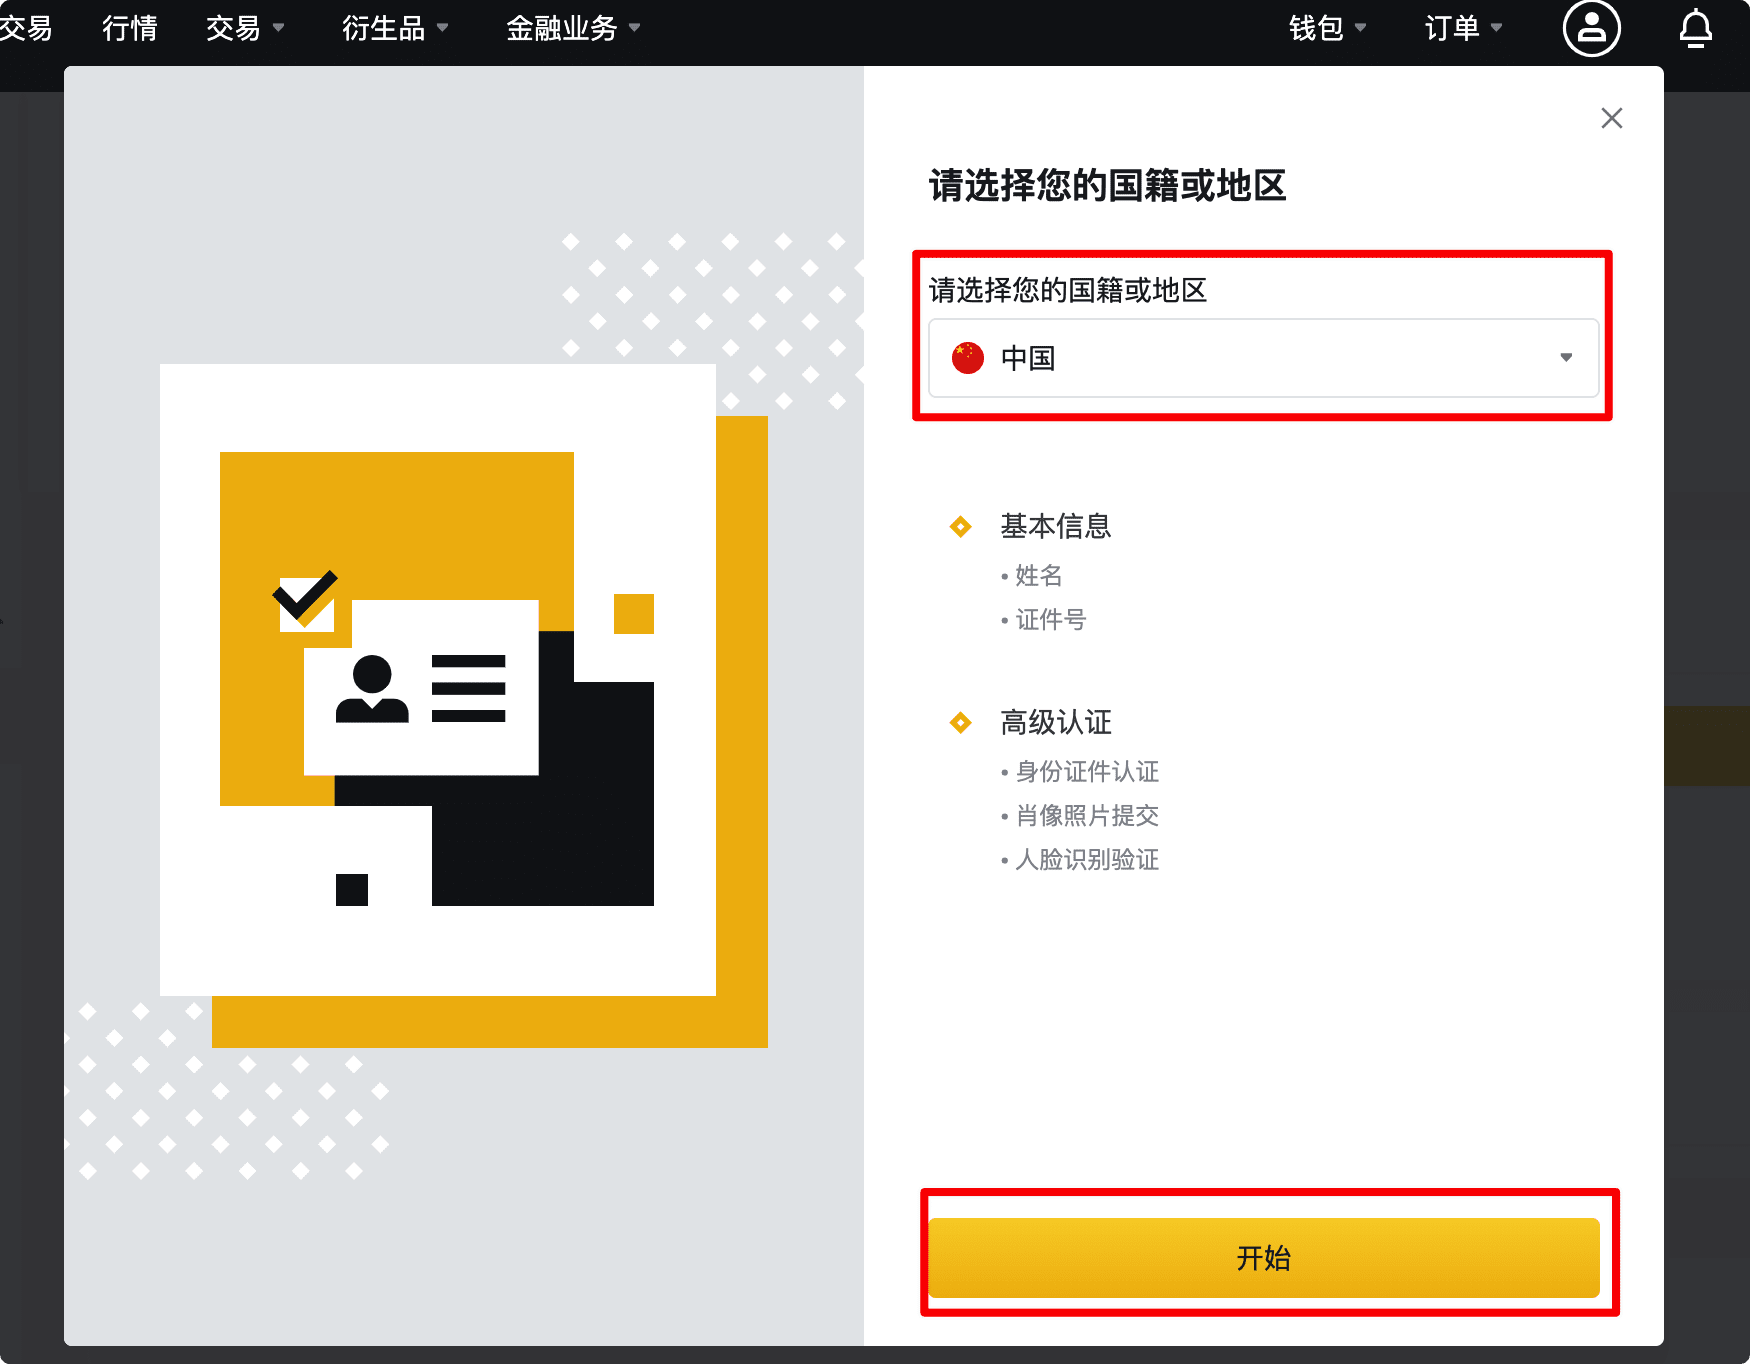 交易 行情 交易 衍生品 金融业务 钱包 订单
请选择您的国籍或地区
请选择您的国籍或地区
中国
基本信息
• 姓名
• 证件号
高级认证
• 身份证件认证
• 肖像照片提交
• 人脸识别验证
开始